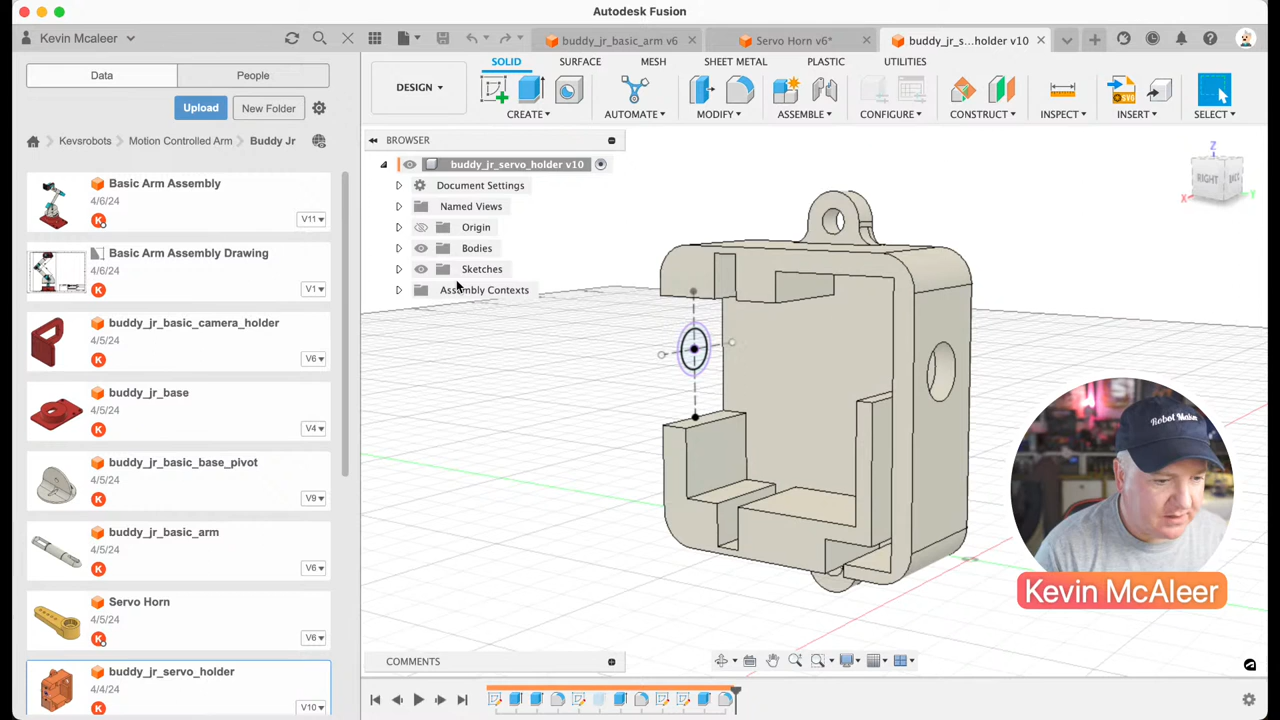 Autodesk Fusion
Kevin McAleer
buddy_jr_basic_arm v6
Servo Horn v6*
buddy_jr_s...holder v10
Data
People
Upload
New Folder
Kevsrobots
Motion Controlled Arm
Buddy Jr
Basic Arm Assembly
4/6/24
K
V11
Basic Arm Assembly Drawing
4/6/24
K
V1
buddy_jr_basic_camera_holder
4/5/24
K
V6
buddy_jr_base
4/5/24
K
V4
buddy_jr_basic_base_pivot
4/5/24
K
V9
buddy_jr_basic_arm
4/5/24
K
V6
Servo Horn
4/5/24
K
V6
buddy_jr_servo_holder
4/4/24
K
V10
DESIGN
SOLID
SURFACE
MESH
SHEET METAL
PLASTIC
UTILITIES
CREATE
AUTOMATE
MODIFY
ASSEMBLE
CONFIGURE
CONSTRUCT
INSPECT
INSERT
SELECT
SVG
BROWSER
buddy_jr_servo_holder v10
Document Settings
Named Views
Origin
Bodies
Sketches
Assembly Contexts
Z
RIGHT
X
Y
Robot Make
Kevin McAleer
COMMENTS